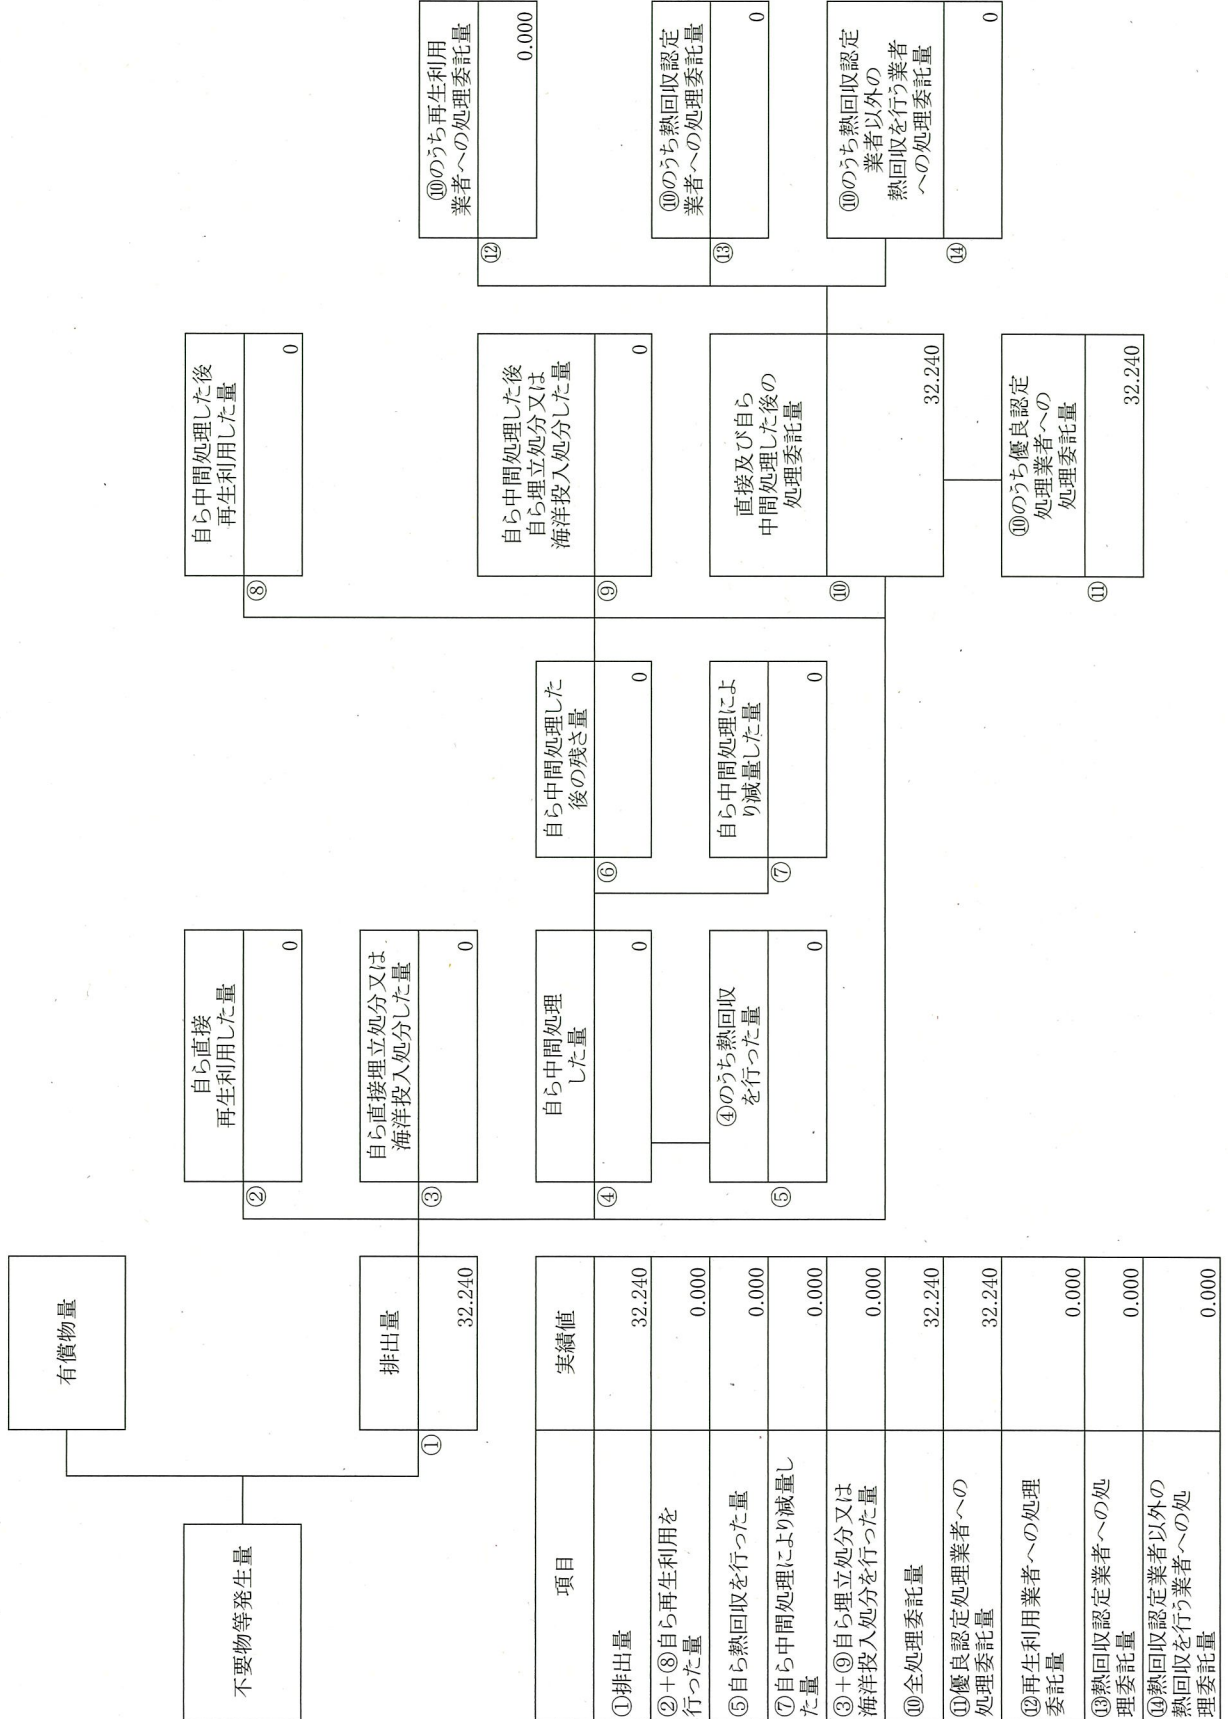 不要物等発生量
有償物量
排出量
①
32.240
自ら直接
再生利用した量
②
0
自ら直接埋立処分又は
海洋投入処分した量
③
0
自ら中間処理
した量
④
0
④のうち熱回収
を行った量
⑤
0
自ら中間処理した
後の残さ量
⑥
0
自ら中間処理によ
り減量した量
⑦
0
自ら中間処理した後
再生利用した量
⑧
0
自ら中間処理した後
自ら埋立処分又は
海洋投入処分した量
⑨
0
直接及び自ら
中間処理した後の
処理委託量
⑩
32.240
⑩のうち優良認定
処理業者への
処理委託量
⑪
32.240
⑩のうち再生利用
業者への処理委託量
⑫
0.000
⑩のうち熱回収認定
業者への処理委託量
⑬
0
⑩のうち熱回収認定
業者以外の
熱回収を行う業者
への処理委託量
⑭
0
項目 実績値
①排出量 32.240
②+⑧自ら再生利用を
行った量 0.000
⑤自ら熱回収を行った量 0.000
⑦自ら中間処理により減量し
た量 0.000
③+⑨自ら埋立処分又は
海洋投入処分を行った量 0.000
⑩全処理委託量 32.240
⑪優良認定処理業者への
処理委託量 32.240
⑫再生利用業者への処理
委託量 0.000
⑬熱回収認定業者への処
理委託量 0.000
⑭熱回収認定業者以外の
熱回収を行う業者への処
理委託量 0.000